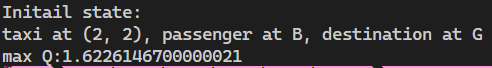 Initail state:
taxi at (2, 2), passenger at B, destination at G
max Q:1.6226146700000021